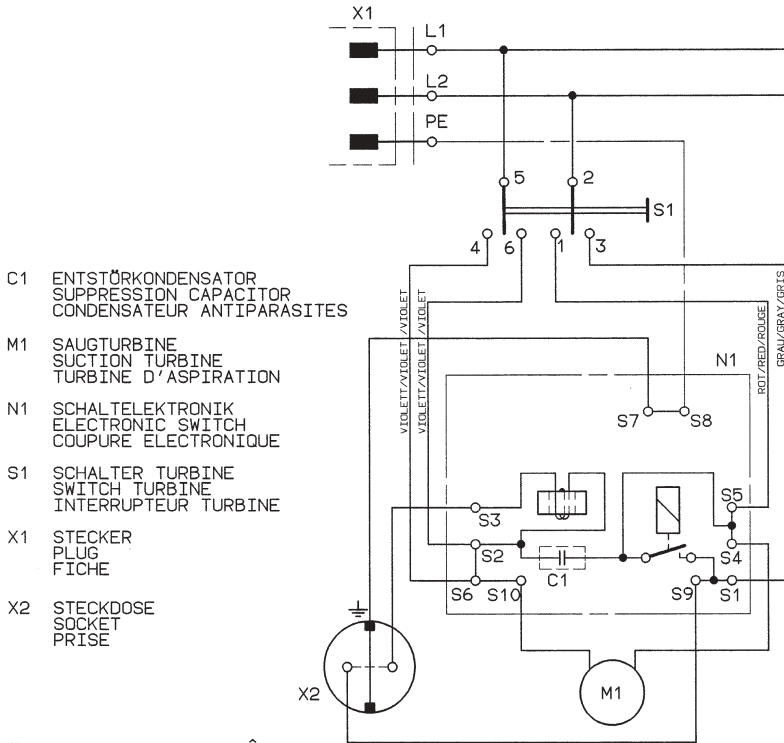 X1
L1
L2
PE
5
2
S1
4
6
1
3
C1 ENTSTÖRKONDENSATOR
SUPPRESSION CAPACITOR
CONDENSATEUR ANTIPARASITES
M1 SAUGTURBINE
SUCTION TURBINE
TURBINE D'ASPIRATION
N1 SCHALTELEKTRONIK
ELECTRONIC SWITCH
COUPURE ELECTRONIQUE
S1 SCHALTER TURBINE
SWITCH TURBINE
INTERRUPTEUR TURBINE
X1 STECKER
PLUG
FICHE
X2 STECKDOSE
SOCKET
PRISE
VIOLETT/VIOLET/VIOLET
VIOLETT/VIOLET/VIOLET
ROT/RED/ROUGE
GRAU/GRAY/GRIS
N1
S7
S8
S3
S5
S2
S4
C1
S6
S10
S9
S1
X2
M1